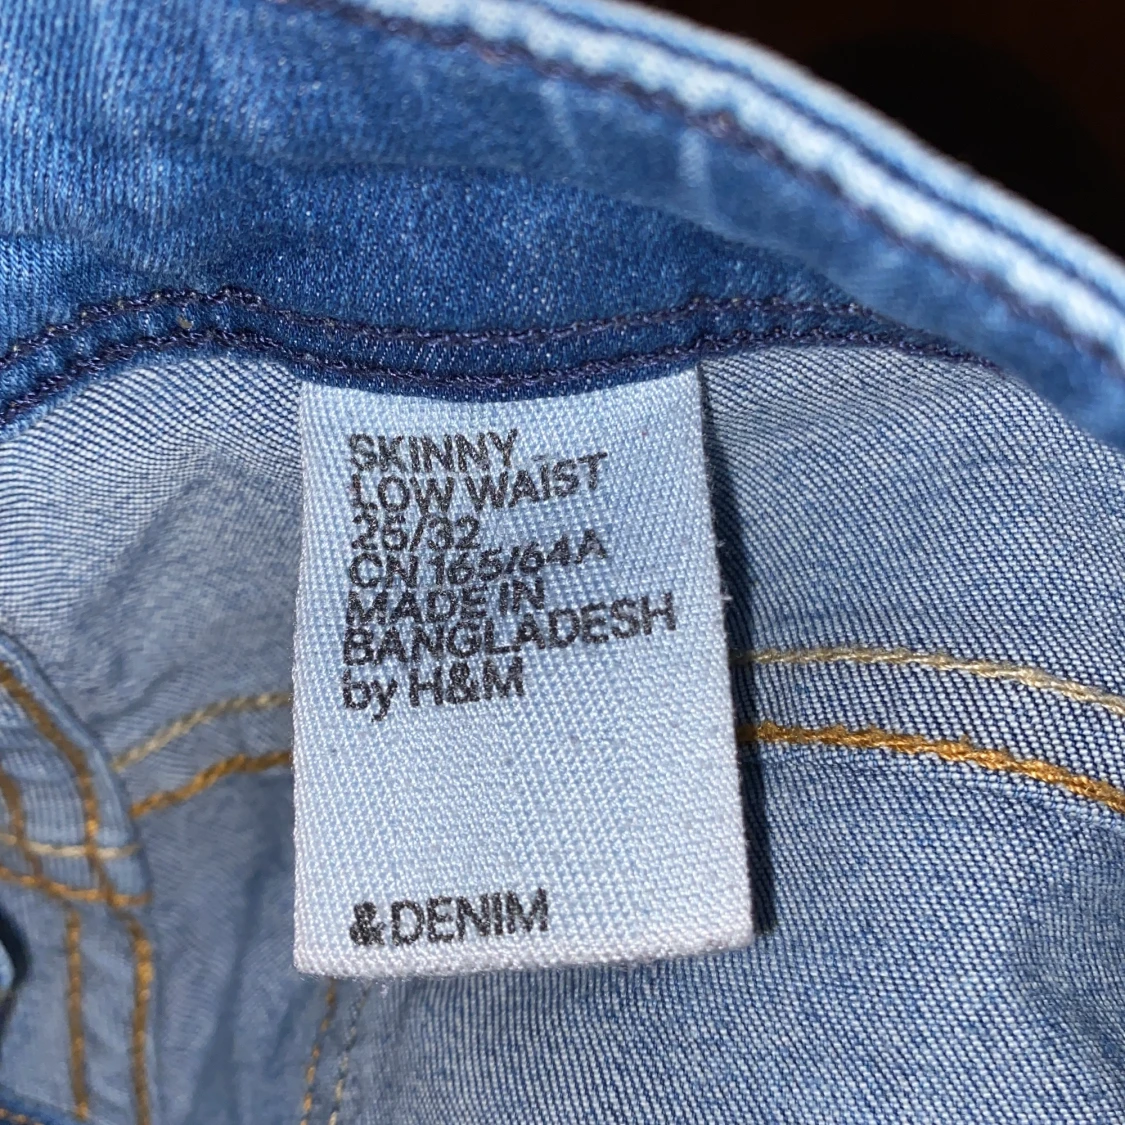 SKINNY
LOW WAIST
25/32
CN 165/64A
MADE IN
BANGLADESH
by H&M
&DENIM